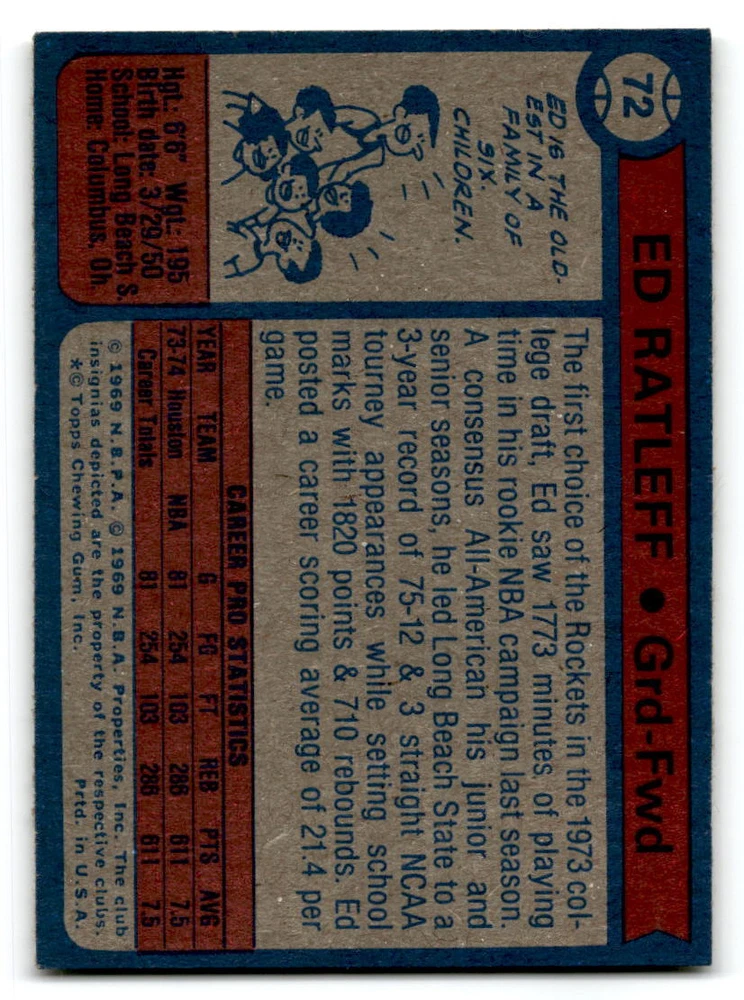 72
ED RATLEFF • Grd-Fwd
ED IS THE OLD-
EST IN A
FAMILY OF
SIX
CHILDREN.
Hgt. 6'6" Wgt.- 195
Birth date: 3/29/50
School: Long Beach S.
Home: Columbus, Oh.
The first choice of the Rockets in the 1973 col-
lege draft, Ed saw 1773 minutes of playing
time in his rookie NBA campaign last season.
A consensus All-American his junior and
senior seasons, he led Long Beach State to a
3-year record of 75-12 & 3 straight NCAA
tourney appearances while setting school
marks with 1820 points & 710 rebounds. Ed
posted a career scoring average of 21.4 per
game.
CAREER PRO STATISTICS
YEAR TEAM G FG FT REB PTS AVG
73-74 Houston NBA 81 254 103 286 611 7.5
Career Totals 81 254 103 286 611 7.5
© 1969 N.B.P.A. © 1969 N.B.A. Properties, Inc. The club
insignias depicted are the property of the respective clubs.
*© Topps Chewing Gum, Inc. Prtd. in U.S.A.